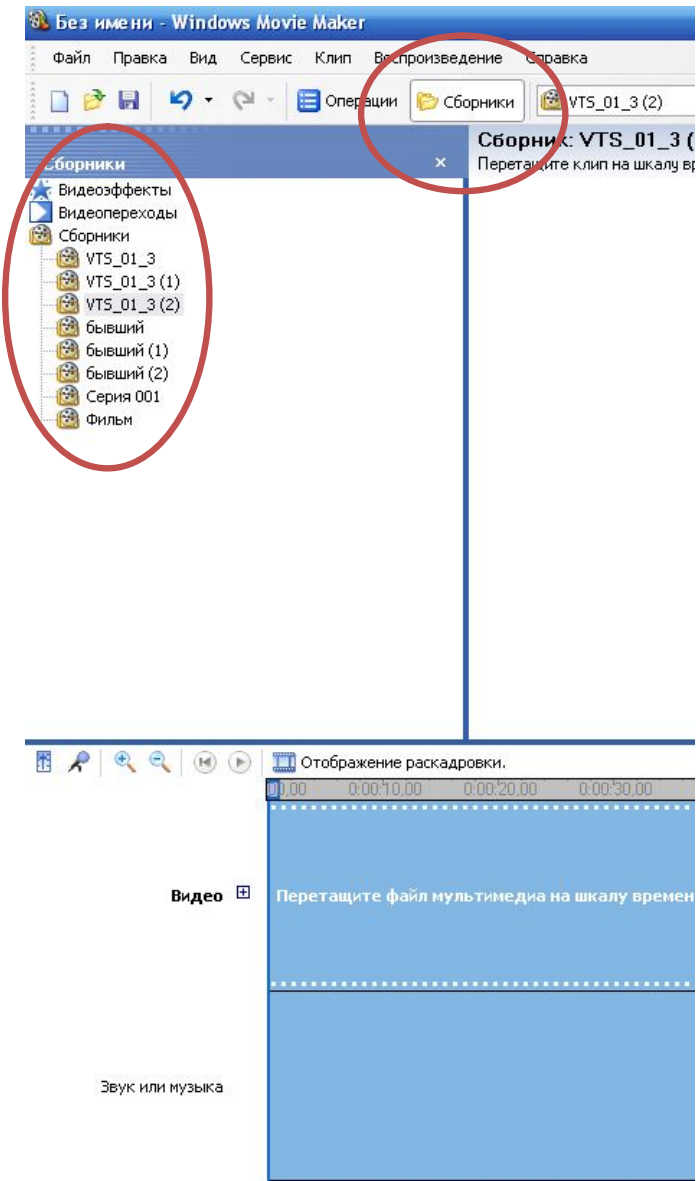 Без имени - Windows Movie Maker
Файл Правка Вид Сервис Клип Воспроизведение Справка
Операции Сборники VTS_01_3 (2)
Сборники ×
Сборник: VTS_01_3 (
Перетащите клип на шкалу вр
Видеоэффекты
Видеопереходы
Сборники
VTS_01_3
VTS_01_3 (1)
VTS_01_3 (2)
бывший
бывший (1)
бывший (2)
Серия 001
Фильм
Отображение раскадровки.
0,00 0:00:10,00 0:00:20,00 0:00:30,00
Видео
Перетащите файл мультимедиа на шкалу времен
Звук или музыка